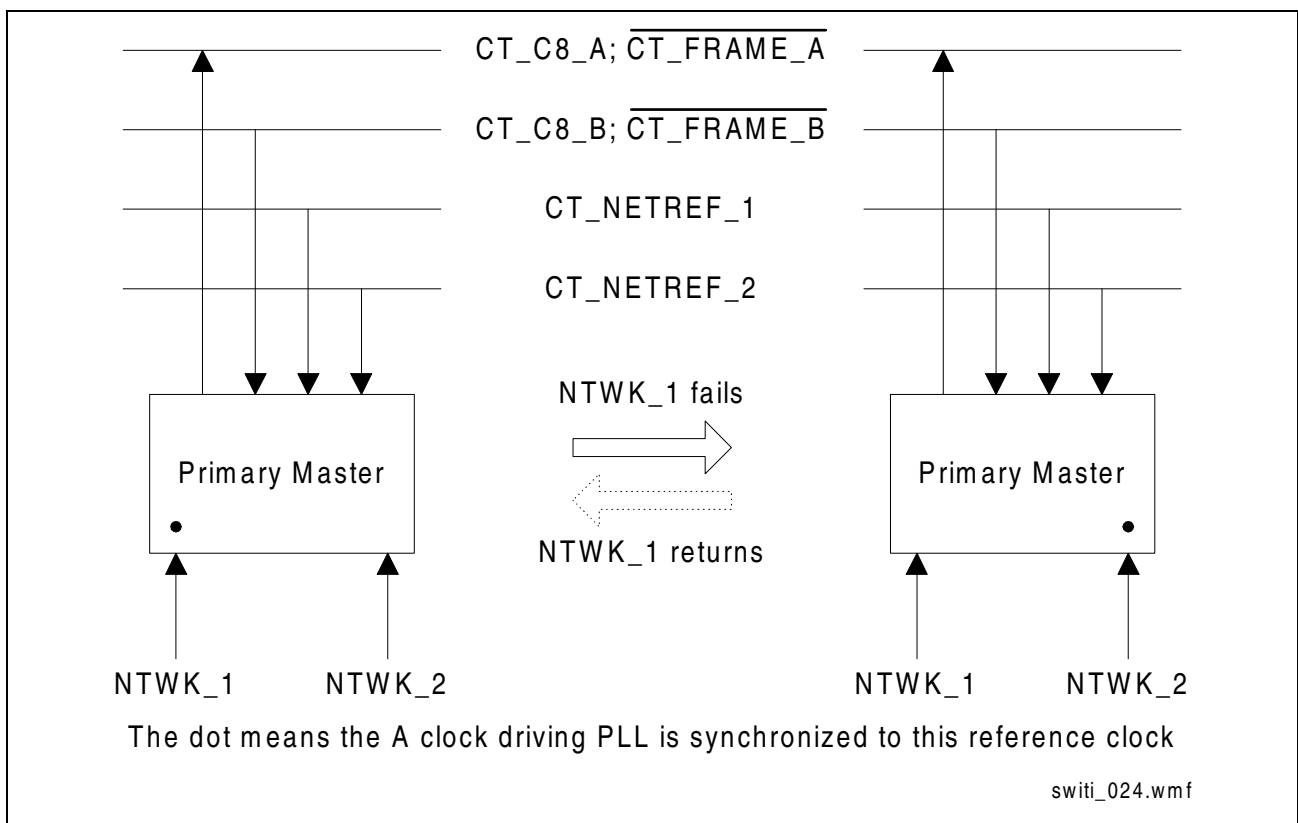 CT_C8_A; CT_FRAME_A
CT_C8_B; CT_FRAME_B
CT_NETREF_1
CT_NETREF_2
NTWK_1 fails
Primary Master
Primary Master
NTWK_1 returns
NTWK_1
NTWK_2
NTWK_1
NTWK_2
The dot means the A clock driving PLL is synchronized to this reference clock
switi_024.wmf